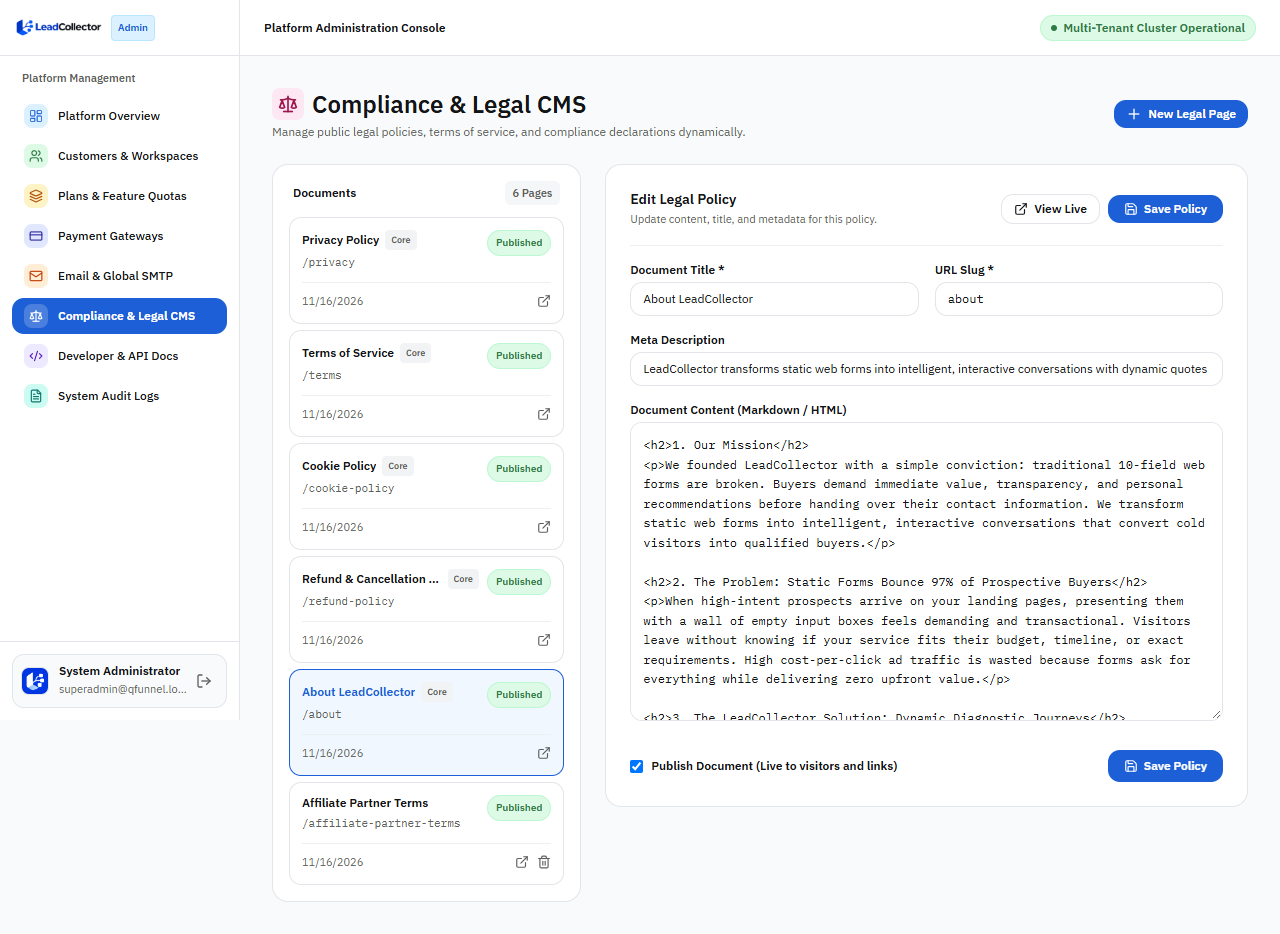 LeadCollector
Admin
Platform Administration Console
Multi-Tenant Cluster Operational
Platform Management
Platform Overview
Customers & Workspaces
Plans & Feature Quotas
Payment Gateways
Email & Global SMTP
Compliance & Legal CMS
Developer & API Docs
System Audit Logs
System Administrator
superadmin@qfunnel.lo...
Compliance & Legal CMS
Manage public legal policies, terms of service, and compliance declarations dynamically.
New Legal Page
Documents
6 Pages
Privacy Policy
Core
Published
/privacy
11/16/2026
Terms of Service
Core
Published
/terms
11/16/2026
Cookie Policy
Core
Published
/cookie-policy
11/16/2026
Refund & Cancellation ...
Core
Published
/refund-policy
11/16/2026
About LeadCollector
Core
Published
/about
11/16/2026
Affiliate Partner Terms
Published
/affiliate-partner-terms
11/16/2026
Edit Legal Policy
Update content, title, and metadata for this policy.
View Live
Save Policy
Document Title *
About LeadCollector
URL Slug *
about
Meta Description
LeadCollector transforms static web forms into intelligent, interactive conversations with dynamic quotes
Document Content (Markdown / HTML)
<h2>1. Our Mission</h2>
<p>We founded LeadCollector with a simple conviction: traditional 10-field web
forms are broken. Buyers demand immediate value, transparency, and personal
recommendations before handing over their contact information. We transform
static web forms into intelligent, interactive conversations that convert cold
visitors into qualified buyers.</p>
<h2>2. The Problem: Static Forms Bounce 97% of Prospective Buyers</h2>
<p>When high-intent prospects arrive on your landing pages, presenting them
with a wall of empty input boxes feels demanding and transactional. Visitors
leave without knowing if your service fits their budget, timeline, or exact
requirements. High cost-per-click ad traffic is wasted because forms ask for
everything while delivering zero upfront value.</p>
<h2>3. The LeadCollector Solution: Dynamic Diagnostic Journeys</h2>
Publish Document (Live to visitors and links)
Save Policy